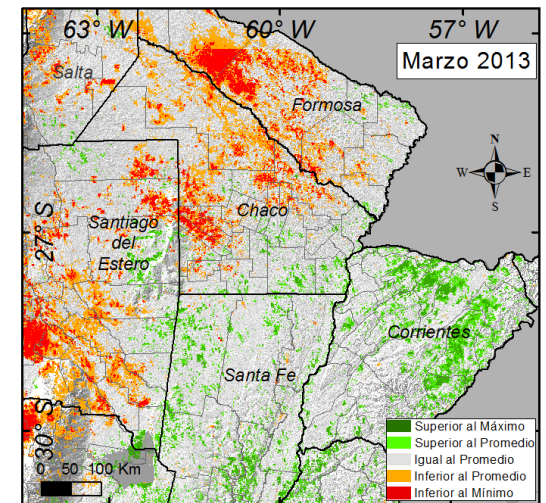 63° W
60° W
57° W
Marzo 2013
Salta
Formosa
N
W
E
S
27° S
Chaco
Santiago
del
Estero
Corrientes
Santa Fe
30° S
0 50 100 Km
Superior al Máximo
Superior al Promedio
Igual al Promedio
Inferior al Promedio
Inferior al Mínimo